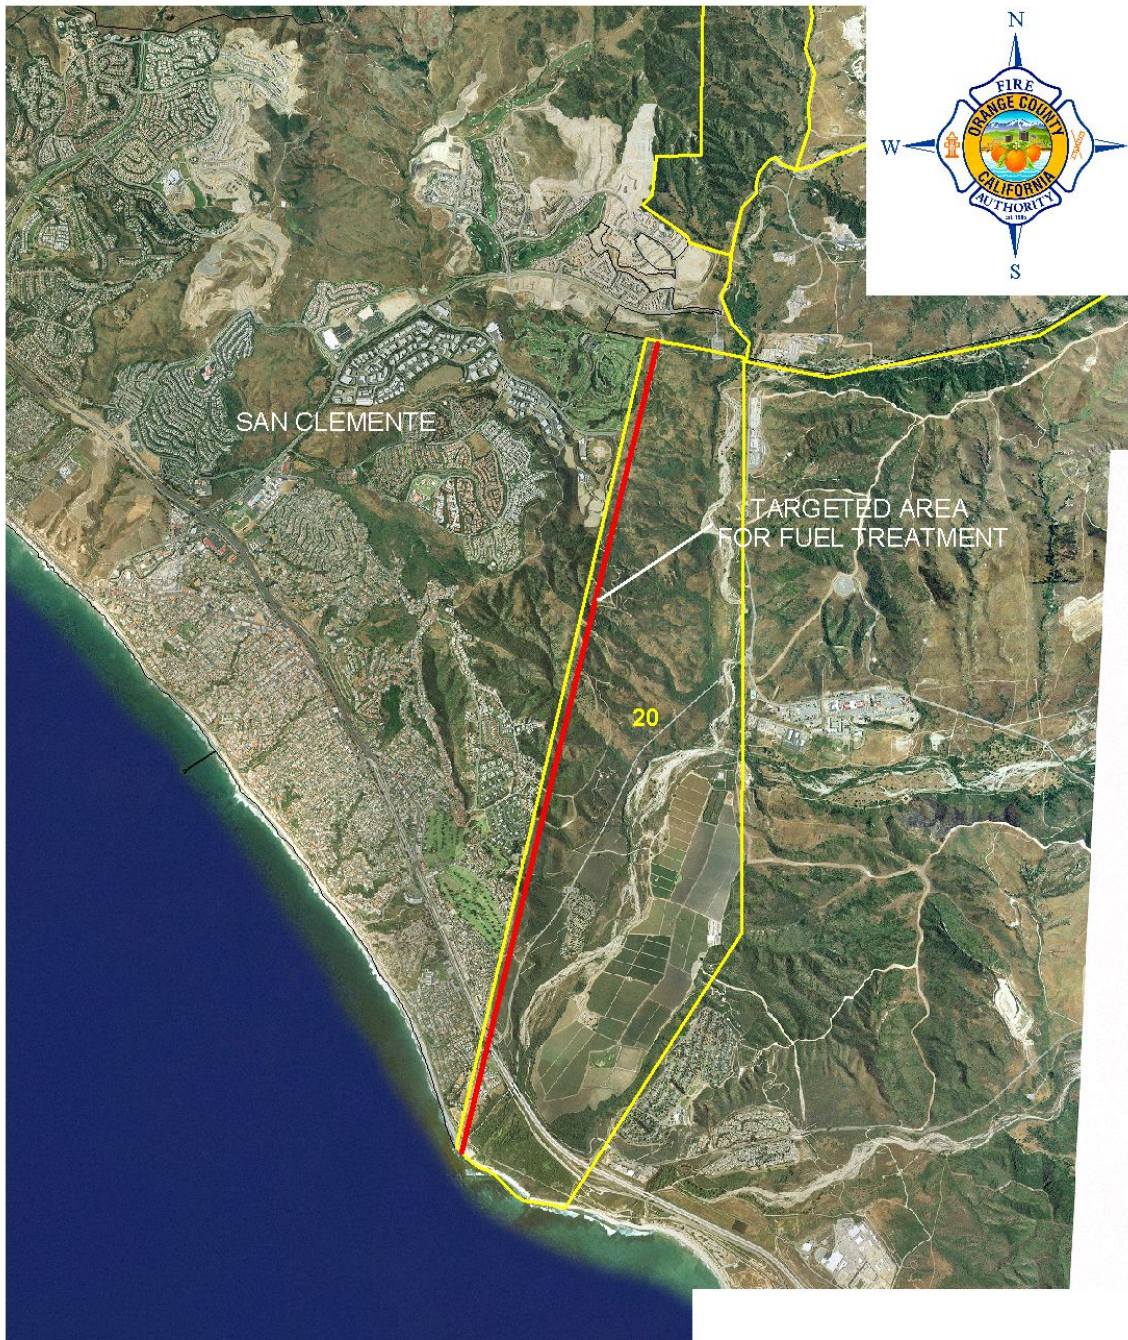 N
FIRE
ORANGE COUNTY
W
CALIFORNIA
AUTHORITY
S
SAN CLEMENTE
TARGETED AREA
FOR FUEL TREATMENT
20